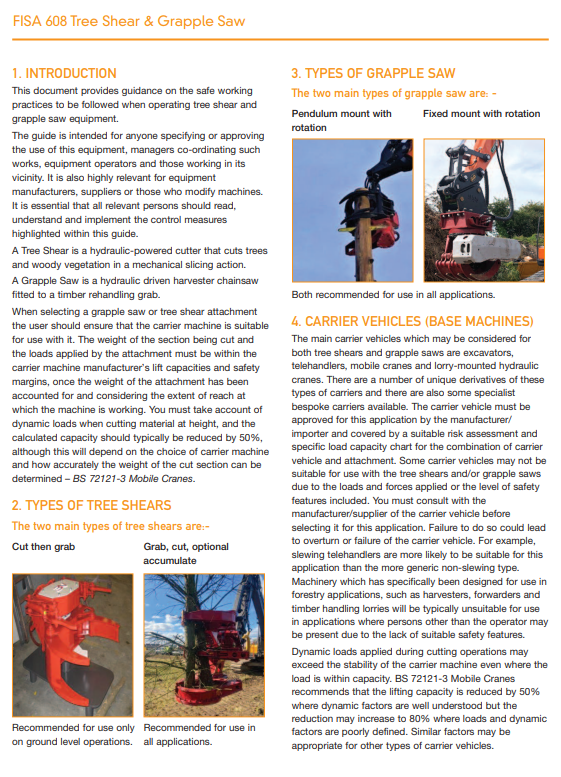 FISA 608 Tree Shear & Grapple Saw
1. INTRODUCTION
This document provides guidance on the safe working
practices to be followed when operating tree shear and
grapple saw equipment.
The guide is intended for anyone specifying or approving
the use of this equipment, managers co-ordinating such
works, equipment operators and those working in its
vicinity. It is also highly relevant for equipment
manufacturers, suppliers or those who modify machines.
It is essential that all relevant persons should read,
understand and implement the control measures
highlighted within this guide.
A Tree Shear is a hydraulic-powered cutter that cuts trees
and woody vegetation in a mechanical slicing action.
A Grapple Saw is a hydraulic driven harvester chainsaw
fitted to a timber rehandling grab.
When selecting a grapple saw or tree shear attachment
the user should ensure that the carrier machine is suitable
for use with it. The weight of the section being cut and
the loads applied by the attachment must be within the
carrier machine manufacturer's lift capacities and safety
margins, once the weight of the attachment has been
accounted for and considering the extent of reach at
which the machine is working. You must take account of
dynamic loads when cutting material at height, and the
calculated capacity should typically be reduced by 50%,
although this will depend on the choice of carrier machine
and how accurately the weight of the cut section can be
determined – BS 72121-3 Mobile Cranes.
2. TYPES OF TREE SHEARS
The two main types of tree shears are:-
Cut then grab
Grab, cut, optional
accumulate
Recommended for use only
on ground level operations.
Recommended for use in
all applications.
3. TYPES OF GRAPPLE SAW
The two main types of grapple saw are: -
Pendulum mount with
rotation
Fixed mount with rotation
Both recommended for use in all applications.
4. CARRIER VEHICLES (BASE MACHINES)
The main carrier vehicles which may be considered for
both tree shears and grapple saws are excavators,
telehandlers, mobile cranes and lorry-mounted hydraulic
cranes. There are a number of unique derivatives of these
types of carriers and there are also some specialist
bespoke carriers available. The carrier vehicle must be
approved for this application by the manufacturer/
importer and covered by a suitable risk assessment and
specific load capacity chart for the combination of carrier
vehicle and attachment. Some carrier vehicles may not be
suitable for use with the tree shears and/or grapple saws
due to the loads and forces applied or the level of safety
features included. You must consult with the
manufacturer/supplier of the carrier vehicle before
selecting it for this application. Failure to do so could lead
to overturn or failure of the carrier vehicle. For example,
slewing telehandlers are more likely to be suitable for this
application than the more generic non-slewing type.
Machinery which has specifically been designed for use in
forestry applications, such as harvesters, forwarders and
timber handling lorries will be typically unsuitable for use
in applications where persons other than the operator may
be present due to the lack of suitable safety features.
Dynamic loads applied during cutting operations may
exceed the stability of the carrier machine even where the
load is within capacity. BS 72121-3 Mobile Cranes
recommends that the lifting capacity is reduced by 50%
where dynamic factors are well understood but the
reduction may increase to 80% where loads and dynamic
factors are poorly defined. Similar factors may be
appropriate for other types of carrier vehicles.